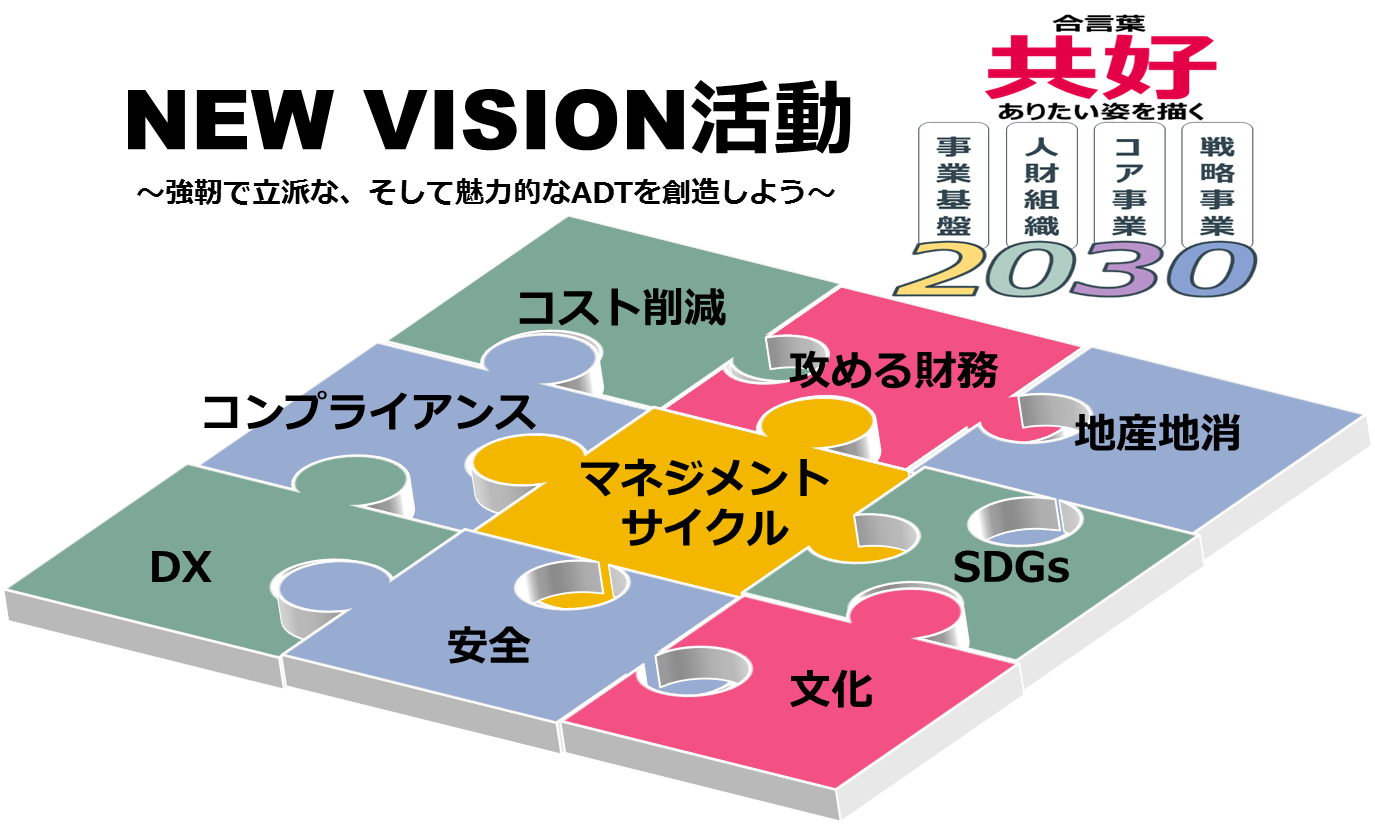 NEW VISION活動
～強靭で立派な、そして魅力的なADTを創造しよう～
合言葉
共好
ありたい姿を描く
事業基盤
人財組織
コア事業
戦略事業
2030
コスト削減
攻める財務
地産地消
コンプライアンス
マネジメント
サイクル
SDGs
DX
安全
文化